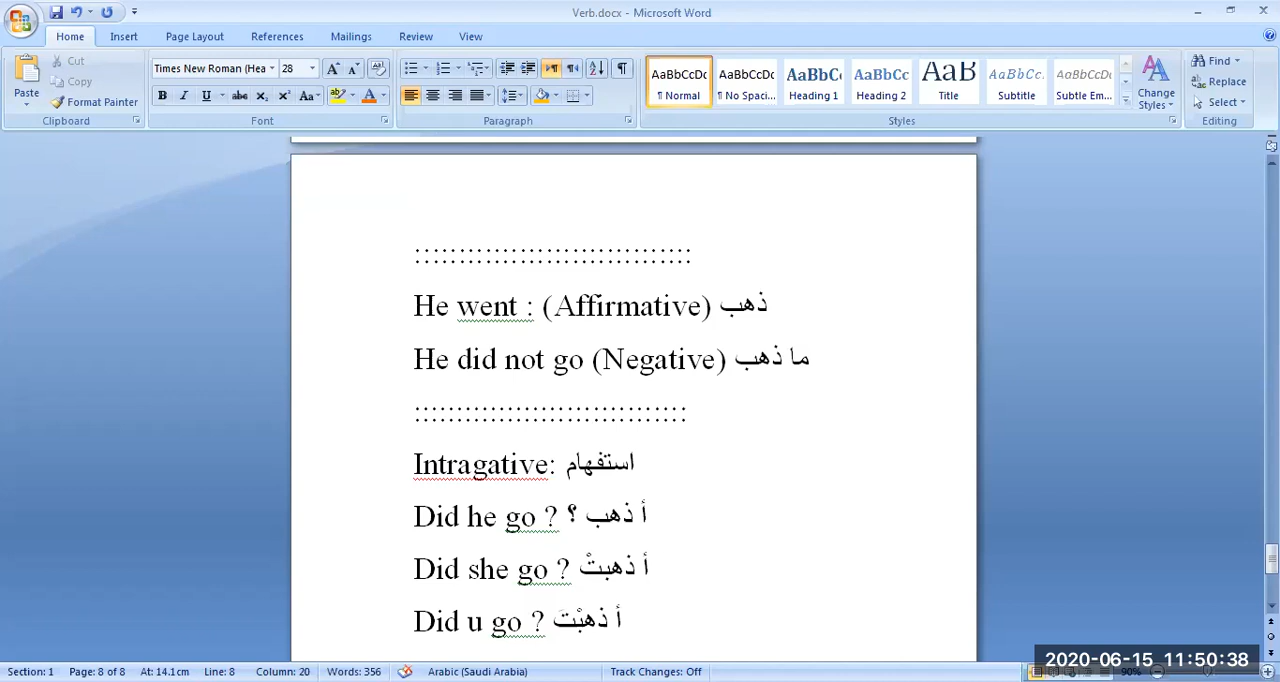 Verb.docx - Microsoft Word
Home Insert Page Layout References Mailings Review View
Paste Cut Copy Format Painter
Times New Roman (Hea 28
AaBbCcDc ¶ Normal
AaBbCcDc ¶ No Spaci...
AaBbC Heading 1
AaBbCc Heading 2
AaB Title
AaBbCc. Subtitle
AaBbCcDc Subtle Em...
Change Styles
Find
Replace
Select
Clipboard Font Paragraph Styles Editing
::::::::::::::::::::::::::::::::
He went : (Affirmative) ذهب
He did not go (Negative) ما ذهب
::::::::::::::::::::::::::::::::
Intragative: استفهام
Did he go ? أ ذهب ؟
Did she go ? أ ذهبتْ
Did u go ? أ ذهبْتَ
Section: 1 Page: 8 of 8 At: 14.1cm Line: 8 Column: 20 Words: 356 Arabic (Saudi Arabia) Track Changes: Off 90%
2020-06-15 11:50:38